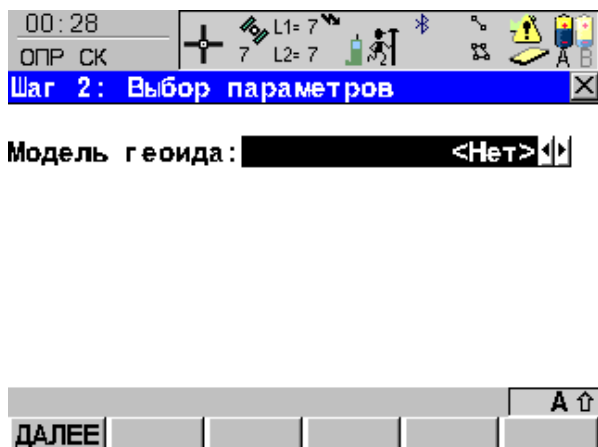 00:28
ОПР СК
L1= 7
7 L2= 7
A B
Шаг 2: Выбор параметров
Модель геоида: <Нет>
A
ДАЛЕЕ